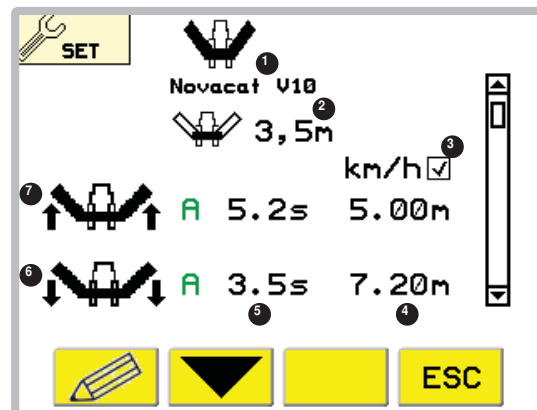 SET
1
Novacat V10
2
3,5m
3
km/h
7
A 5.2s 5.00m
6
A 3.5s 7.20m
5 4
ESC